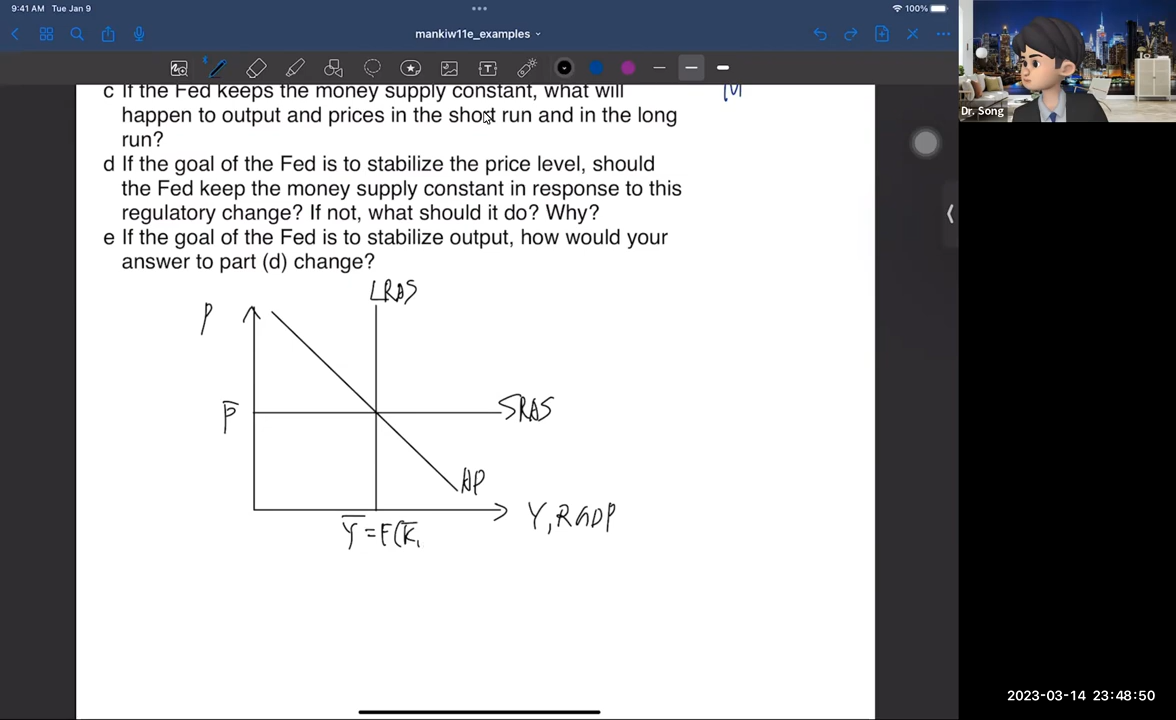 9:41 AM Tue Jan 9
100%
mankiw11e_examples
c If the Fed keeps the money supply constant, what will
happen to output and prices in the short run and in the long
run?
d If the goal of the Fed is to stabilize the price level, should
the Fed keep the money supply constant in response to this
regulatory change? If not, what should it do? Why?
e If the goal of the Fed is to stabilize output, how would your
answer to part (d) change?
LRAS
P
P̅
SRAS
AD
Y, RGDP
Y̅ = F(K̅,
Dr. Song
2023-03-14 23:48:50